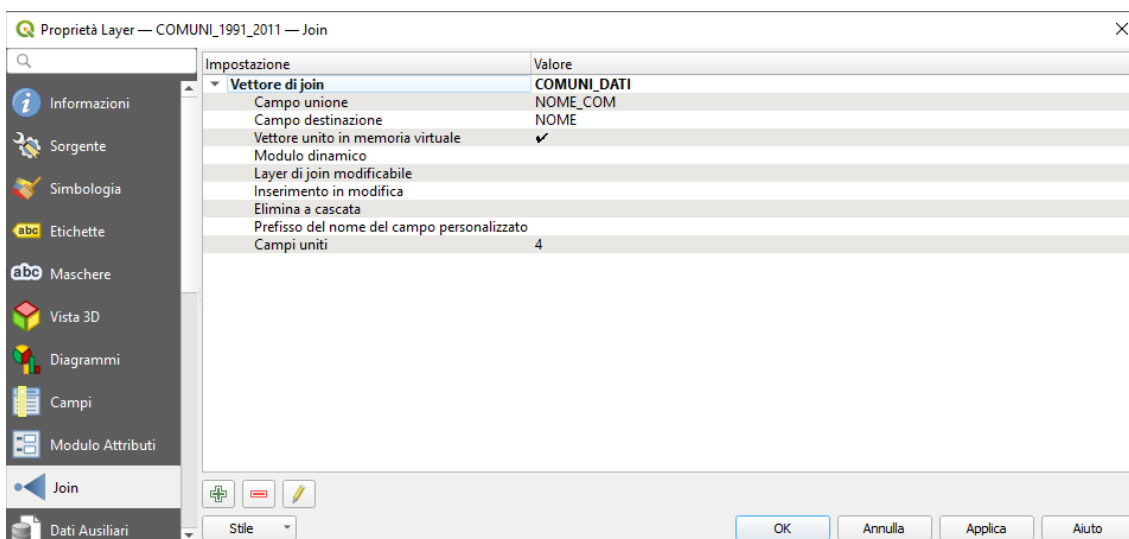 Proprietà Layer — COMUNI_1991_2011 — Join
Impostazione Valore
Vettore di join COMUNI_DATI
Campo unione NOME_COM
Campo destinazione NOME
Vettore unito in memoria virtuale ✔
Modulo dinamico
Layer di join modificabile
Inserimento in modifica
Elimina a cascata
Prefisso del nome del campo personalizzato
Campi uniti 4
Informazioni
Sorgente
Simbologia
abc Etichette
abc Maschere
Vista 3D
Diagrammi
Campi
Modulo Attributi
Join
Dati Ausiliari
Stile OK Annulla Applica Aiuto